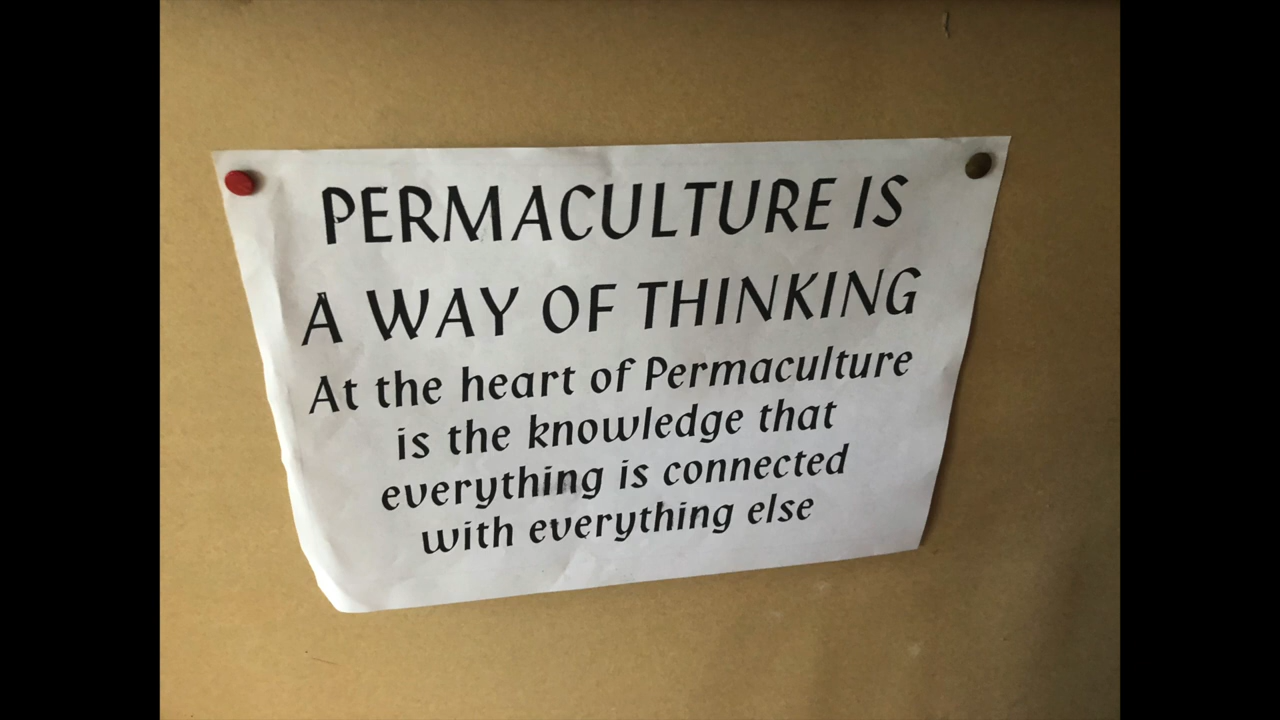 PERMACULTURE IS
A WAY OF THINKING
At the heart of Permaculture
is the knowledge that
everything is connected
with everything else